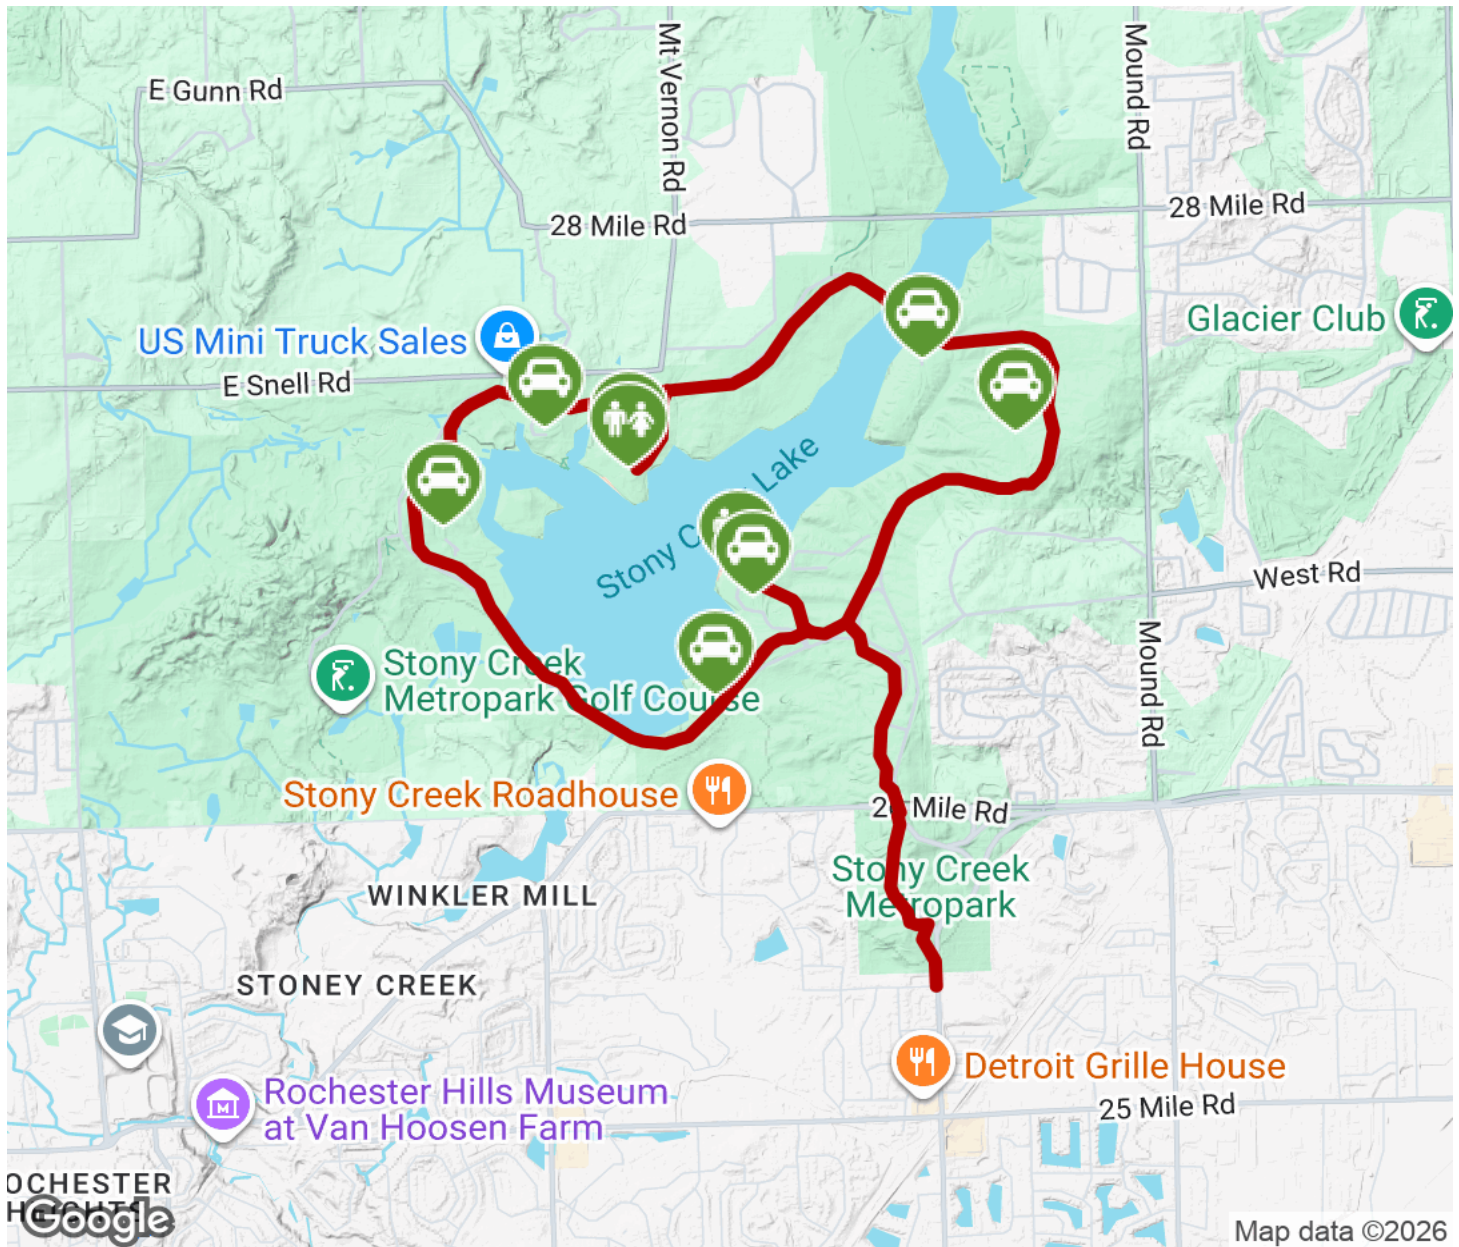 E Gunn Rd
Mt Vernon Rd
Mound Rd
28 Mile Rd
28 Mile Rd
US Mini Truck Sales
Glacier Club
E Snell Rd
Stony C
Lake
West Rd
Mound Rd
Stony Creek
Metropark Golf Course
Stony Creek Roadhouse
26 Mile Rd
Stony Creek
Metropark
WINKLER MILL
STONEY CREEK
Detroit Grille House
Rochester Hills Museum
at Van Hoosen Farm
25 Mile Rd
OCHESTER
HEIGHTS
Google
Map data ©2026